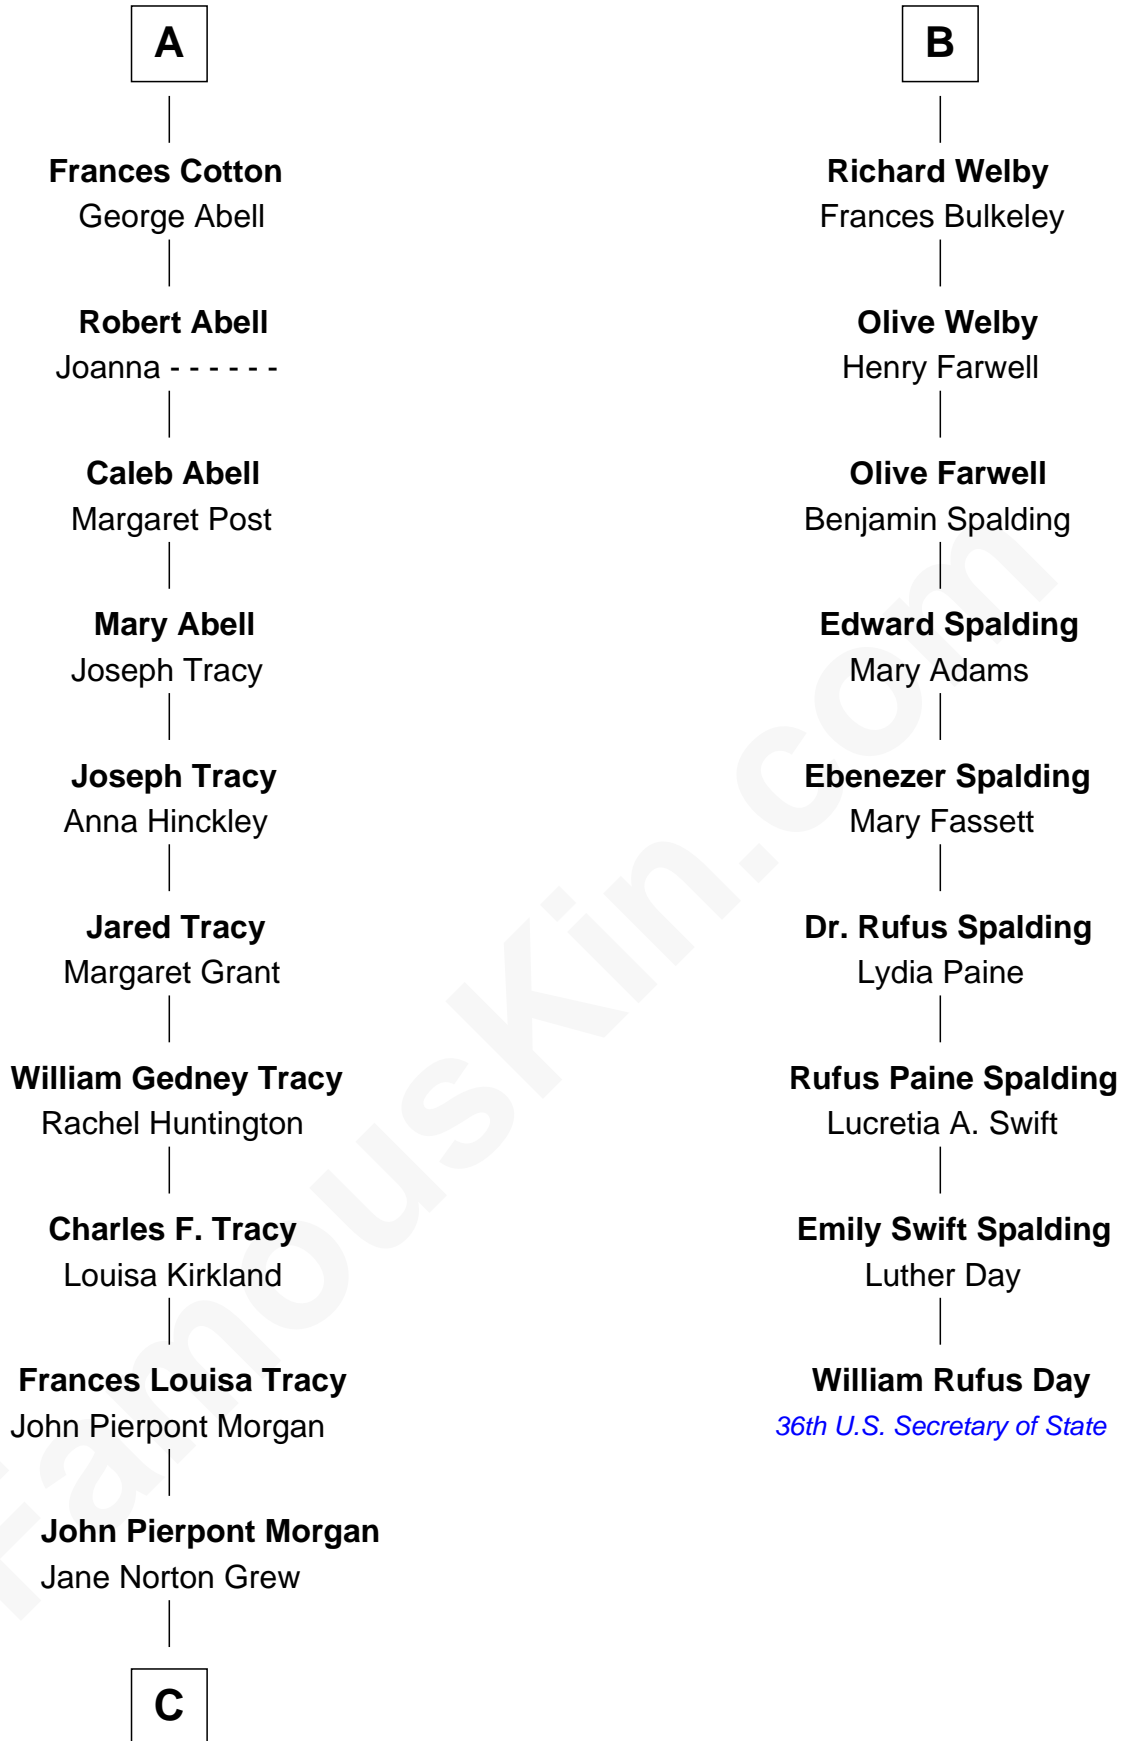 A
Frances Cotton
George Abell
Robert Abell
Joanna - - - - - -
Caleb Abell
Margaret Post
Mary Abell
Joseph Tracy
Joseph Tracy
Anna Hinckley
Jared Tracy
Margaret Grant
William Gedney Tracy
Rachel Huntington
Charles F. Tracy
Louisa Kirkland
Frances Louisa Tracy
John Pierpont Morgan
John Pierpont Morgan
Jane Norton Grew
C
B
Richard Welby
Frances Bulkeley
Olive Welby
Henry Farwell
Olive Farwell
Benjamin Spalding
Edward Spalding
Mary Adams
Ebenezer Spalding
Mary Fassett
Dr. Rufus Spalding
Lydia Paine
Rufus Paine Spalding
Lucretia A. Swift
Emily Swift Spalding
Luther Day
William Rufus Day
36th U.S. Secretary of State
FamousKin.com